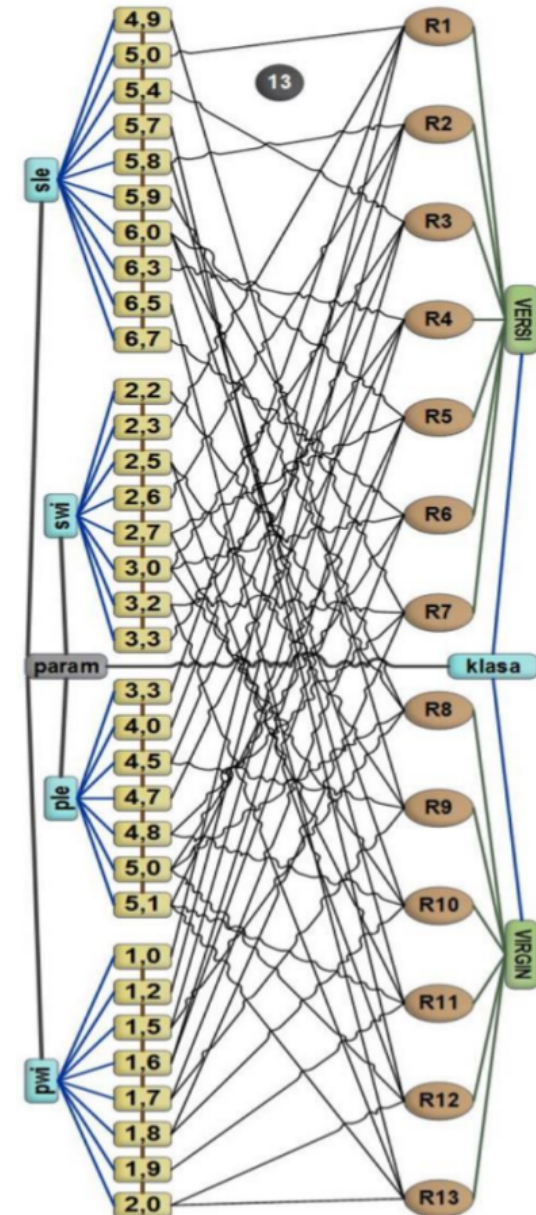 sle
4,9
5,0
5,4
5,7
5,8
5,9
6,0
6,3
6,5
6,7
swi
2,2
2,3
2,5
2,6
2,7
3,0
3,2
3,3
param
ple
3,3
4,0
4,5
4,7
4,8
5,0
5,1
pwi
1,0
1,2
1,5
1,6
1,7
1,8
1,9
2,0
13
R1
R2
R3
R4
R5
R6
R7
R8
R9
R10
R11
R12
R13
VERSI
klasa
VIRGIN